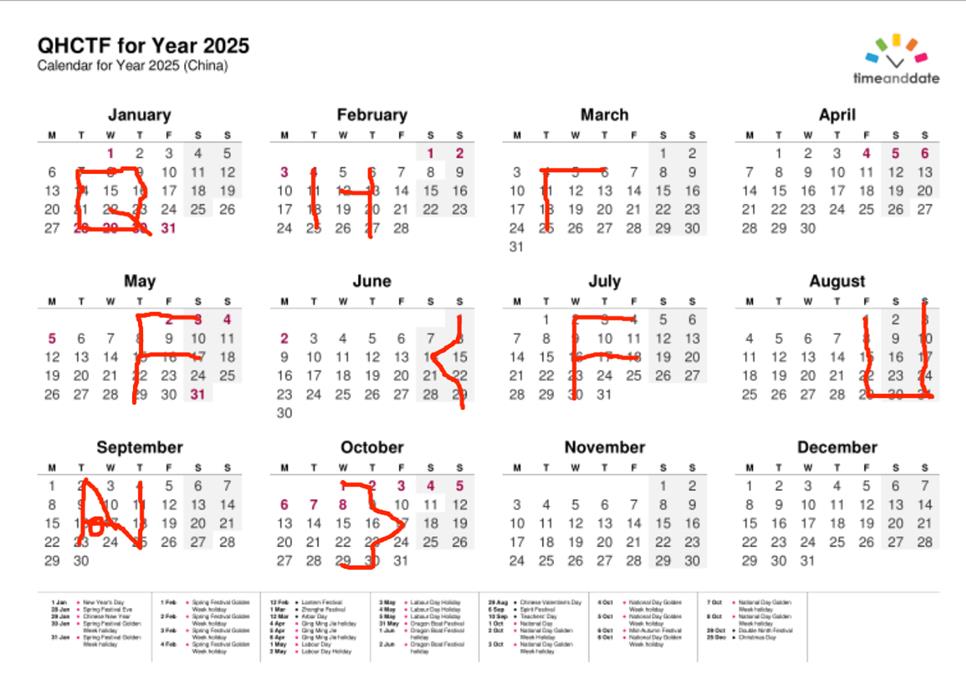 QHCTF for Year 2025
Calendar for Year 2025 (China)
timeanddate
January
M T W T F S S
1 2 3 4 5
6 7 8 9 10 11 12
13 14 15 16 17 18 19
20 21 22 23 24 25 26
27 28 29 30 31
Q
February
M T W T F S S
1 2
3 4 5 6 7 8 9
10 11 12 13 14 15 16
17 18 19 20 21 22 23
24 25 26 27 28
H
March
M T W T F S S
1 2
3 4 5 6 7 8 9
10 11 12 13 14 15 16
17 18 19 20 21 22 23
24 25 26 27 28 29 30
31
April
M T W T F S S
1 2 3 4 5 6
7 8 9 10 11 12 13
14 15 16 17 18 19 20
21 22 23 24 25 26 27
28 29 30
May
M T W T F S S
2 3 4
5 6 7 8 9 10 11
12 13 14 15 16 17 18
19 20 21 22 23 24 25
26 27 28 29 30 31
F
June
M T W T F S S
2 3 4 5 6 7 8
9 10 11 12 13 14 15
16 17 18 19 20 21 22
23 24 25 26 27 28 29
30
{
July
M T W T F S S
1 2 3 4 5 6
7 8 9 10 11 12 13
14 15 16 17 18 19 20
21 22 23 24 25 26 27
28 29 30 31
F
August
M T W T F S S
2 3
4 5 6 7 8 9 10
11 12 13 14 15 16 17
18 19 20 21 22 23 24
25 26 27 28 29 30 31
U
September
M T W T F S S
1 2 3 4 5 6 7
8 9 10 11 12 13 14
15 16 17 18 19 20 21
22 23 24 25 26 27 28
29 30
N
October
M T W T F S S
1 2 3 4 5
6 7 8 9 10 11 12
13 14 15 16 17 18 19
20 21 22 23 24 25 26
27 28 29 30 31
}
November
M T W T F S S
1 2
3 4 5 6 7 8 9
10 11 12 13 14 15 16
17 18 19 20 21 22 23
24 25 26 27 28 29 30
December
M T W T F S S
1 2 3 4 5 6 7
8 9 10 11 12 13 14
15 16 17 18 19 20 21
22 23 24 25 26 27 28
29 30 31
1 Jan New Year's Day
28 Jan Spring Festival Eve
29 Jan Chinese New Year
30 Jan Spring Festival Golden
Week holiday
31 Jan Spring Festival Golden
Week holiday
1 Feb Spring Festival Golden
Week holiday
2 Feb Spring Festival Golden
Week holiday
3 Feb Spring Festival Golden
Week holiday
4 Feb Spring Festival Golden
Week holiday
12 Feb Lantern Festival
1 Mar Zhonghe Festival
12 Mar Arbor Day
4 Apr Qing Ming Jie holiday
5 Apr Qing Ming Jie
6 Apr Qing Ming Jie holiday
1 May Labour Day
2 May Labour Day Holiday
3 May Labour Day Holiday
4 May Labour Day Holiday
5 May Labour Day Holiday
31 May Dragon Boat Festival
1 Jun Dragon Boat Festival
holiday
2 Jun Dragon Boat Festival
holiday
29 Aug Chinese Valentine's Day
6 Sep Spirit Festival
10 Sep Teachers' Day
1 Oct National Day
2 Oct National Day Golden
Week holiday
3 Oct National Day Golden
Week holiday
4 Oct National Day Golden
Week holiday
5 Oct National Day Golden
Week holiday
6 Oct Mid-Autumn Festival
6 Oct National Day Golden
Week holiday
7 Oct National Day Golden
Week holiday
8 Oct National Day Golden
Week holiday
29 Oct Double Ninth Festival
25 Dec Christmas Day